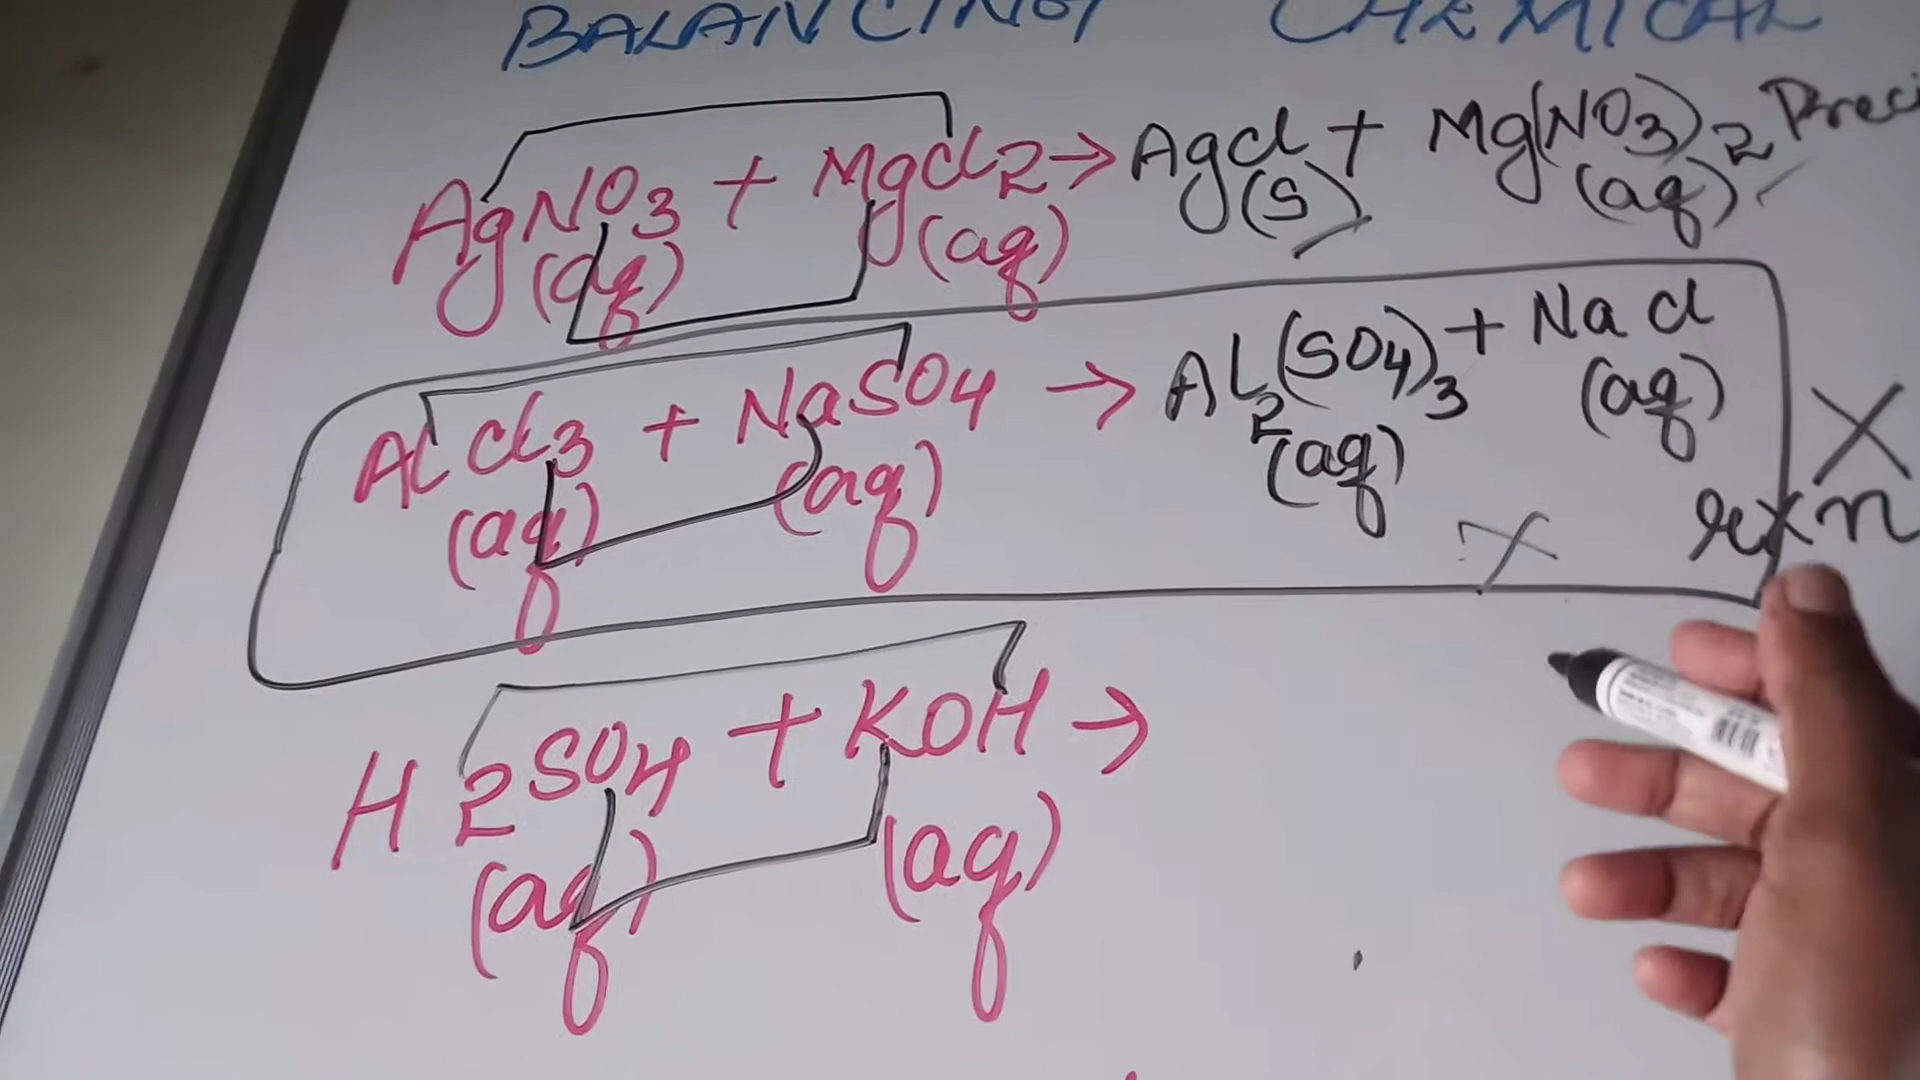 BALANCING CHEMICAL
AgNO3 + MgCl2 → AgCl + Mg(NO3)2 Preci
(aq) (aq) (s) (aq)
AlCl3 + NaSO4 → Al2(SO4)3 + NaCl
(aq) (aq) (aq) (aq)
X rxn
X
H2SO4 + KOH →
(aq) (aq)